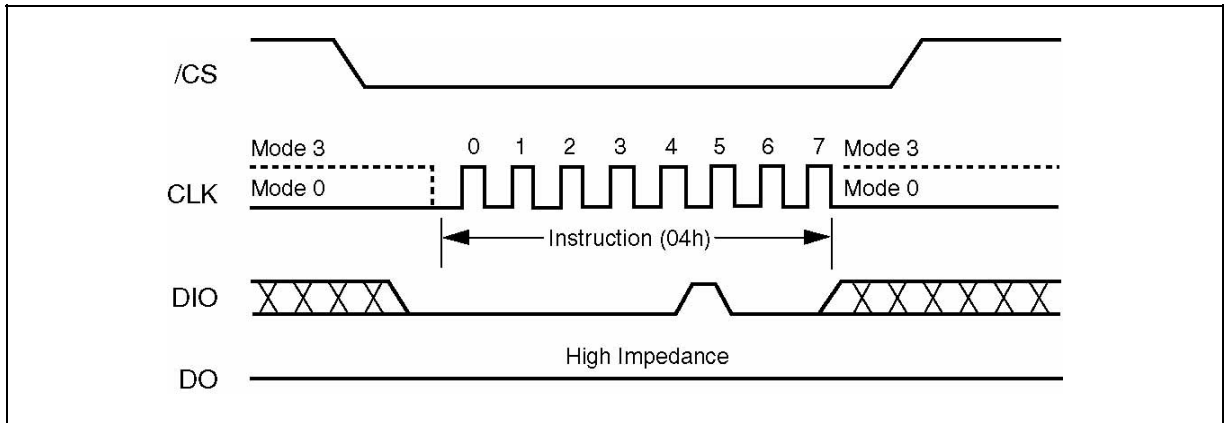 /CS
Mode 3 0 1 2 3 4 5 6 7 Mode 3
CLK Mode 0 Mode 0
Instruction (04h)
DIO
High Impedance
DO